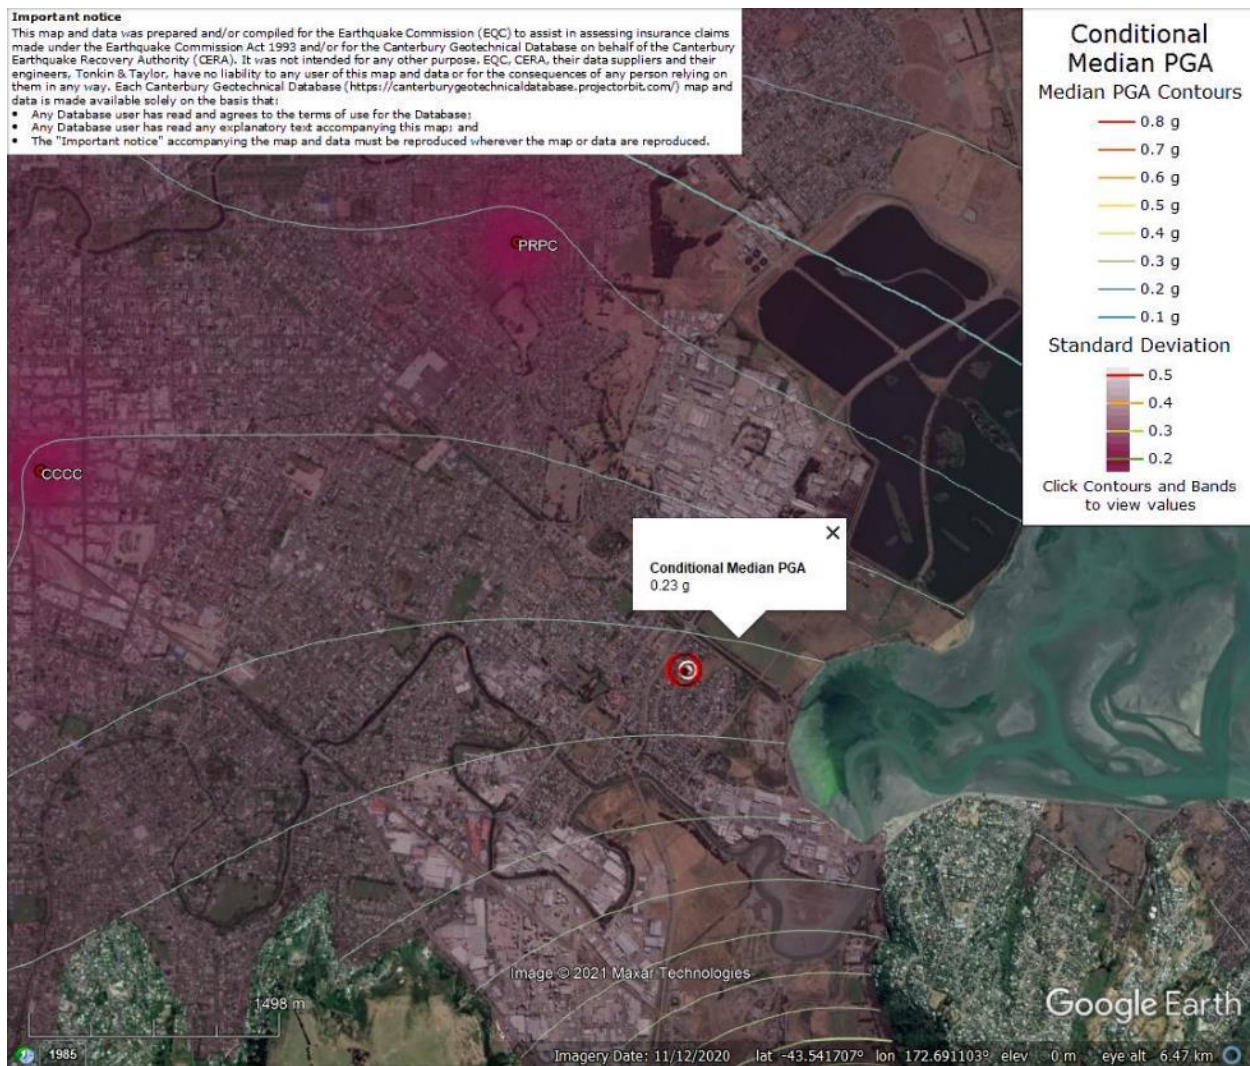 Important notice
This map and data was prepared and/or compiled for the Earthquake Commission (EQC) to assist in assessing insurance claims
made under the Earthquake Commission Act 1993 and/or for the Canterbury Geotechnical Database on behalf of the Canterbury
Earthquake Recovery Authority (CERA). It was not intended for any other purpose. EQC, CERA, their data suppliers and their
engineers, Tonkin & Taylor, have no liability to any user of this map and data or for the consequences of any person relying on
them in any way. Each Canterbury Geotechnical Database (https://canterburygeotechnicaldatabase.projectorbit.com/) map and
data is made available solely on the basis that:
• Any Database user has read and agrees to the terms of use for the Database;
• Any Database user has read any explanatory text accompanying this map; and
• The "Important notice" accompanying the map and data must be reproduced wherever the map or data are reproduced.
Conditional
Median PGA
Median PGA Contours
0.8 g
0.7 g
0.6 g
0.5 g
0.4 g
0.3 g
0.2 g
0.1 g
Standard Deviation
0.5
0.4
0.3
0.2
Click Contours and Bands
to view values
PRPC
CCCC
Conditional Median PGA
0.23 g
Image © 2021 Maxar Technologies
1498 m
Google Earth
1985
Imagery Date: 11/12/2020 lat -43.541707° lon 172.691103° elev 0 m eye alt 6.47 km